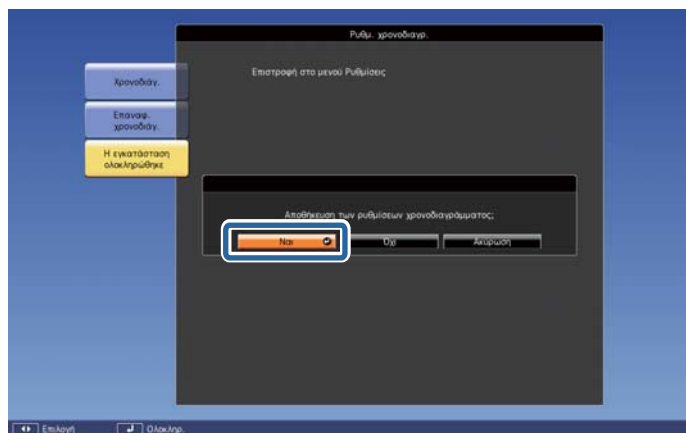 Ρυθμ. χρονοδιαγρ.
Χρονοδιάγ.
Επιστροφή στο μενού Ρυθμίσεις
Επαναφ.
χρονοδιάγ.
Η εγκατάσταση
ολοκληρώθηκε
Αποθήκευση των ρυθμίσεων χρονοδιαγράμματος;
Ναι Όχι Ακύρωση
Επιλογή Ολοκληρ.